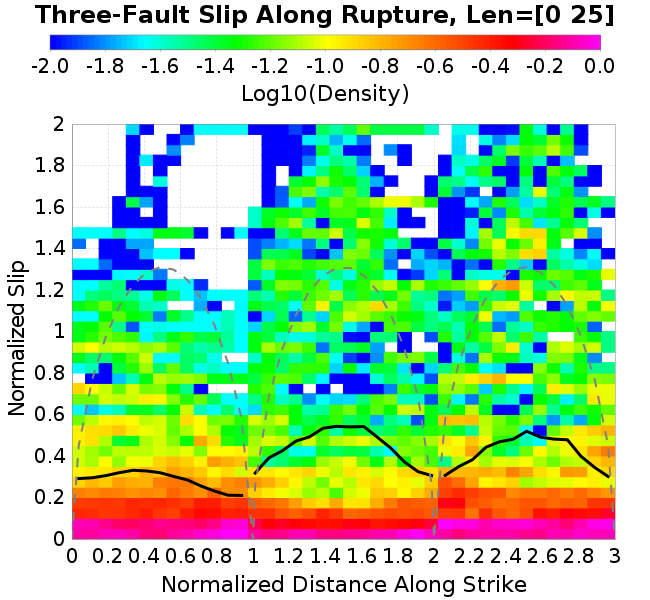 Three-Fault Slip Along Rupture, Len=[0 25]
-2.0 -1.8 -1.6 -1.4 -1.2 -1.0 -0.8 -0.6 -0.4 -0.2 0.0
Log10(Density)
2
1.8
1.6
1.4
1.2
1
0.8
0.6
0.4
0.2
0
Normalized Slip
0 0.2 0.4 0.6 0.8 1 1.2 1.4 1.6 1.8 2 2.2 2.4 2.6 2.8 3
Normalized Distance Along Strike